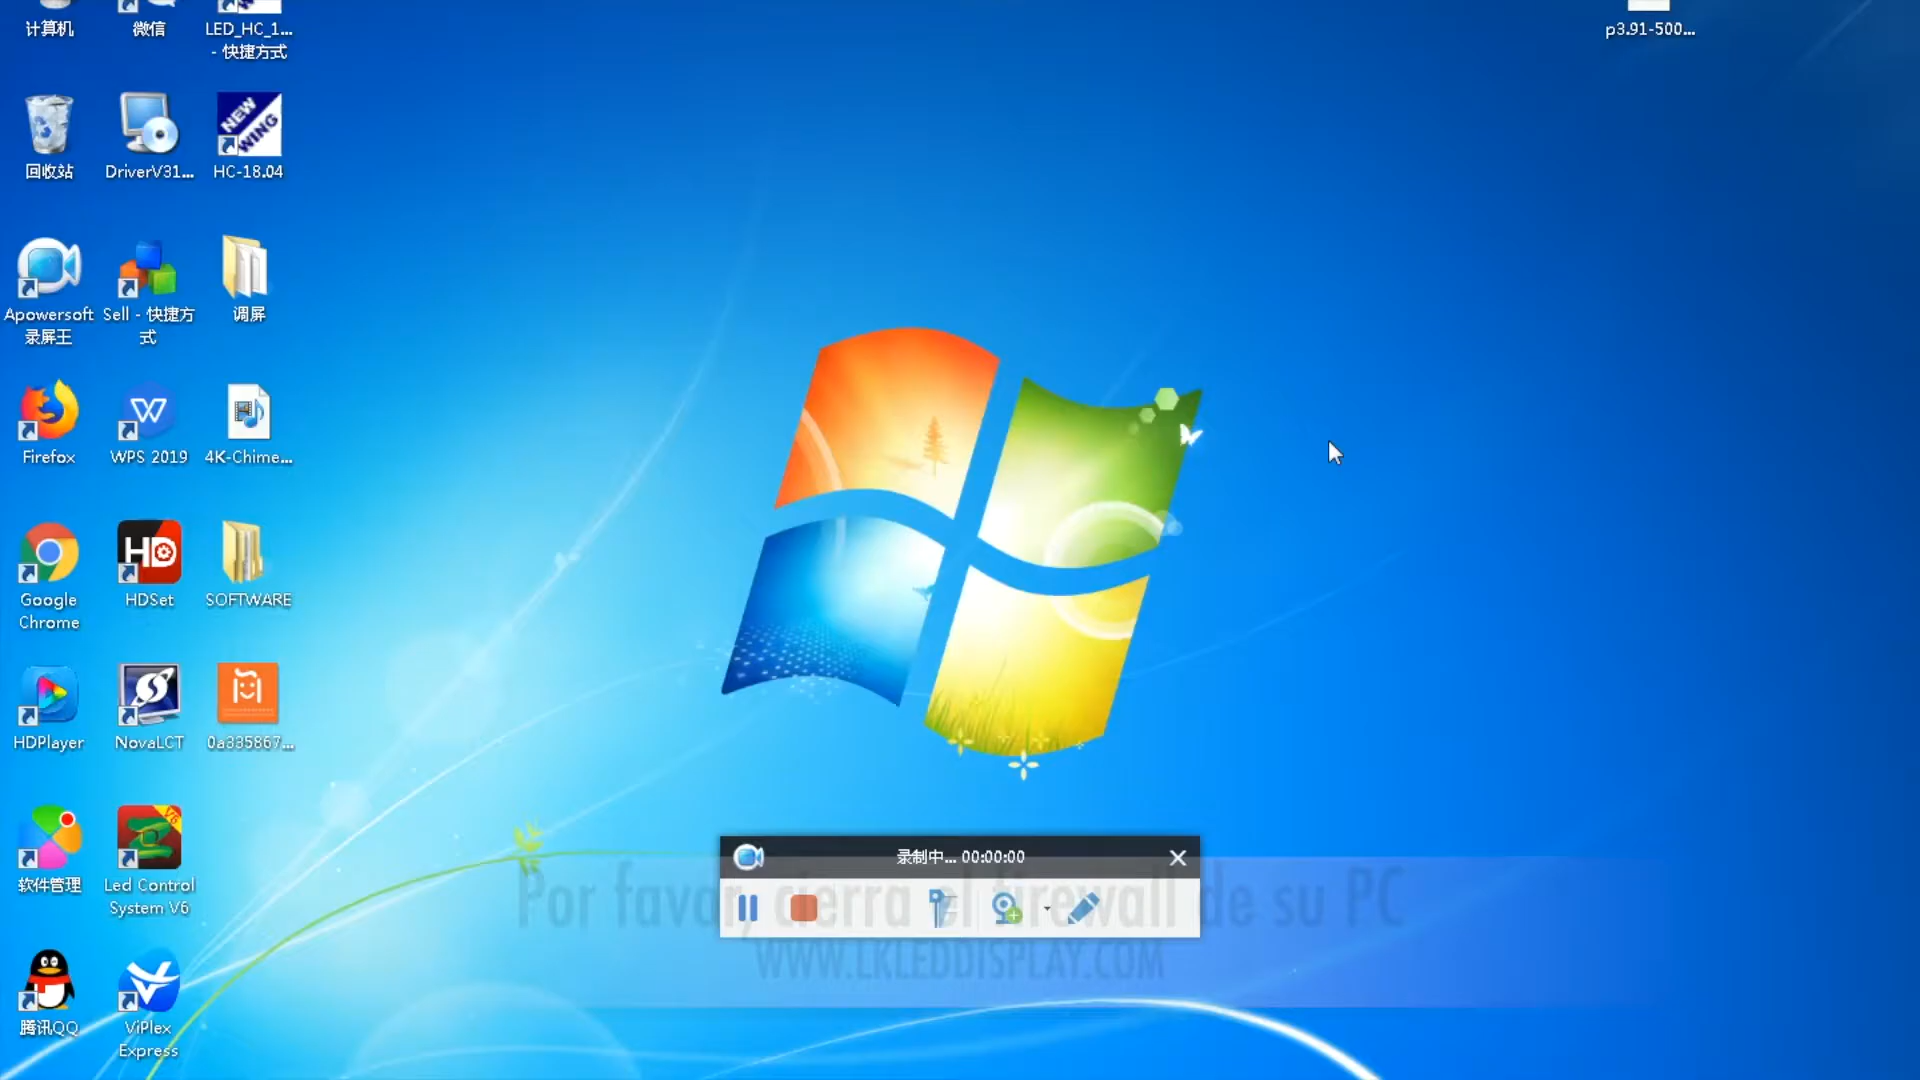 计算机
微信
LED_HC_1...
- 快捷方式
p3.91-500...
回收站
DriverV31...
NEW WING
HC-18.04
Apowersoft
录屏王
Sell - 快捷方
式
调屏
Firefox
W
WPS 2019
4K-Chime...
Google
Chrome
HD
HDSet
SOFTWARE
HDPlayer
NovaLCT
0a335867...
软件管理
V6
Led Control
System V6
录制中... 00:00:00
Por favor, cierra el firewall de su PC
WWW.LKLEDDISPLAY.COM
腾讯QQ
ViPlex
Express